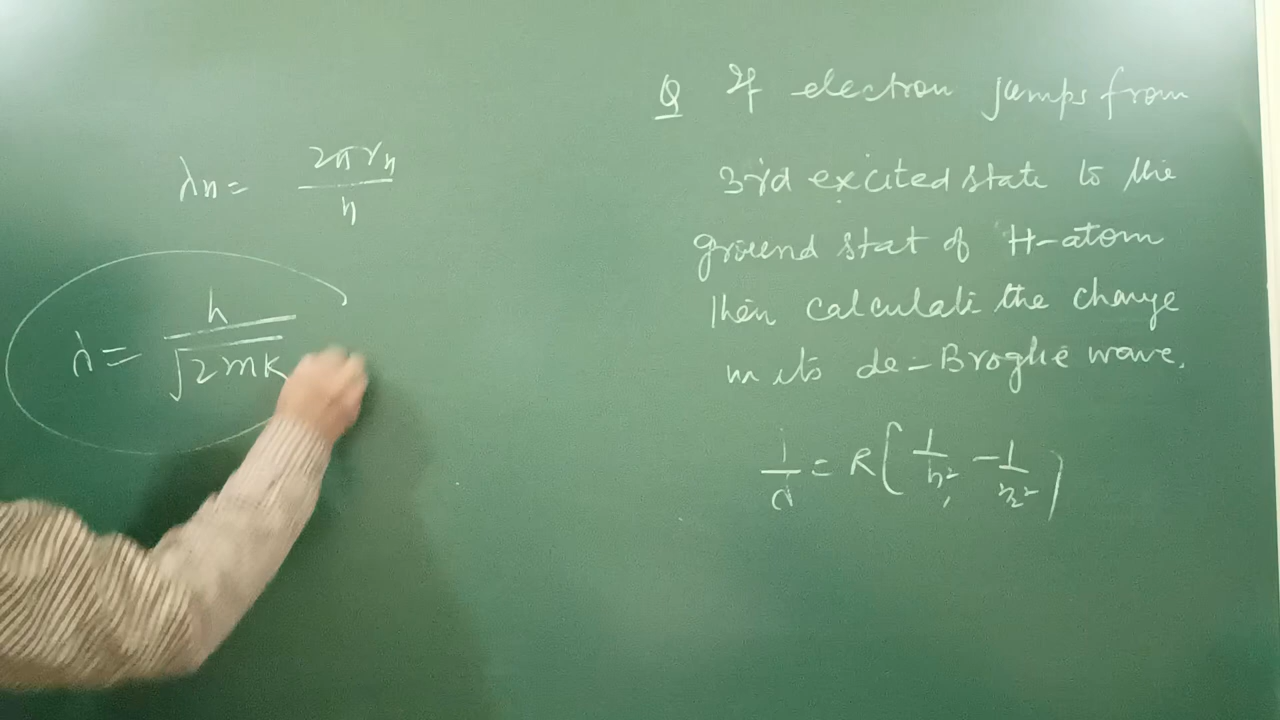 λn = 2πrn / n
λ = h / √2mK
Q If electron jumps from
3rd excited state to the
ground stat of H-atom
Then calculate the change
in its de-Broglie wave.
1/λ = R(1/n₁² - 1/n₂²)